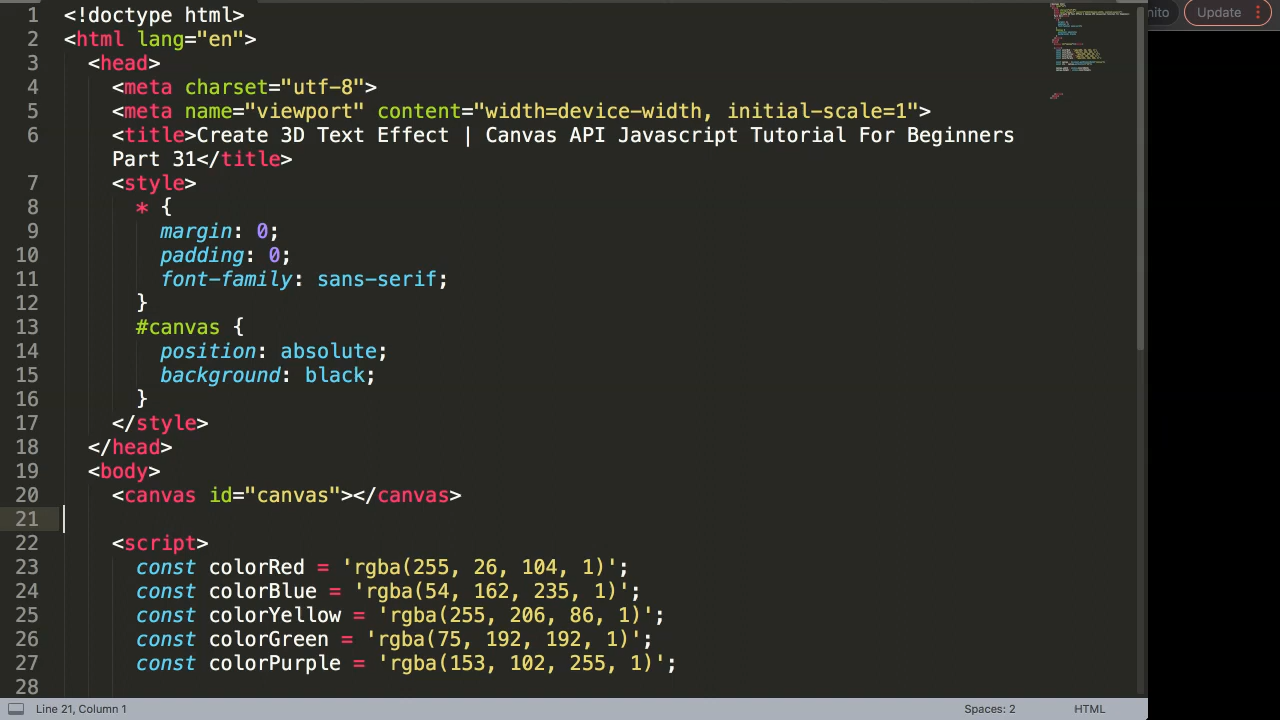 1 <!doctype html>
nito Update
2 <html lang="en">
3 <head>
4 <meta charset="utf-8">
5 <meta name="viewport" content="width=device-width, initial-scale=1">
6 <title>Create 3D Text Effect | Canvas API Javascript Tutorial For Beginners
Part 31</title>
7 <style>
8 * {
9 margin: 0;
10 padding: 0;
11 font-family: sans-serif;
12 }
13 #canvas {
14 position: absolute;
15 background: black;
16 }
17 </style>
18 </head>
19 <body>
20 <canvas id="canvas"></canvas>
21
22 <script>
23 const colorRed = 'rgba(255, 26, 104, 1)';
24 const colorBlue = 'rgba(54, 162, 235, 1)';
25 const colorYellow = 'rgba(255, 206, 86, 1)';
26 const colorGreen = 'rgba(75, 192, 192, 1)';
27 const colorPurple = 'rgba(153, 102, 255, 1)';
28
Line 21, Column 1 Spaces: 2 HTML